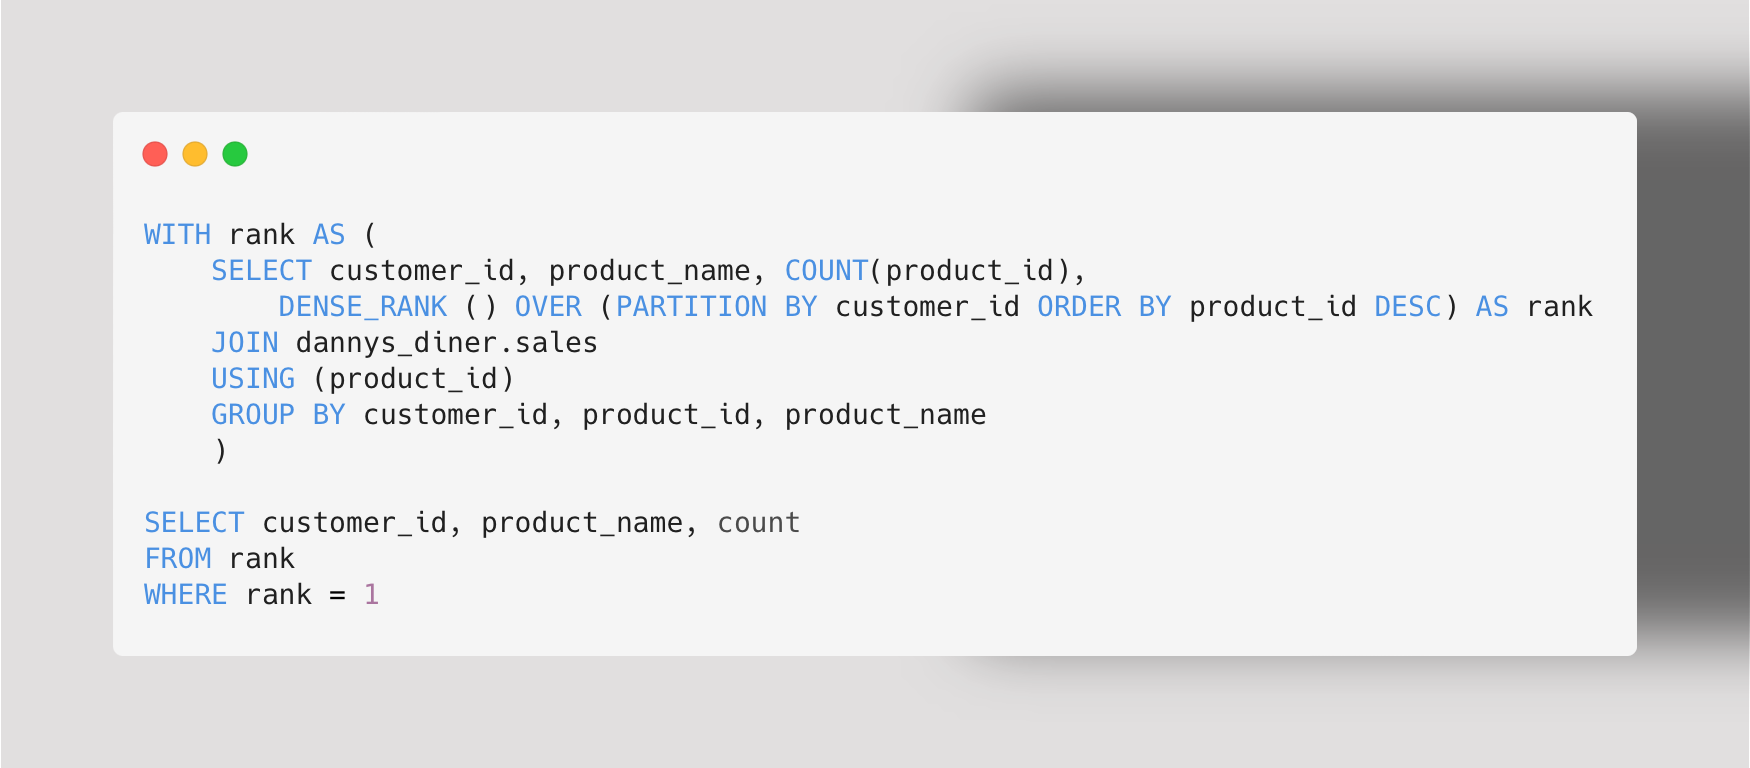 WITH rank AS (
SELECT customer_id, product_name, COUNT(product_id),
DENSE_RANK () OVER (PARTITION BY customer_id ORDER BY product_id DESC) AS rank
JOIN dannys_diner.sales
USING (product_id)
GROUP BY customer_id, product_id, product_name
)
SELECT customer_id, product_name, count
FROM rank
WHERE rank = 1